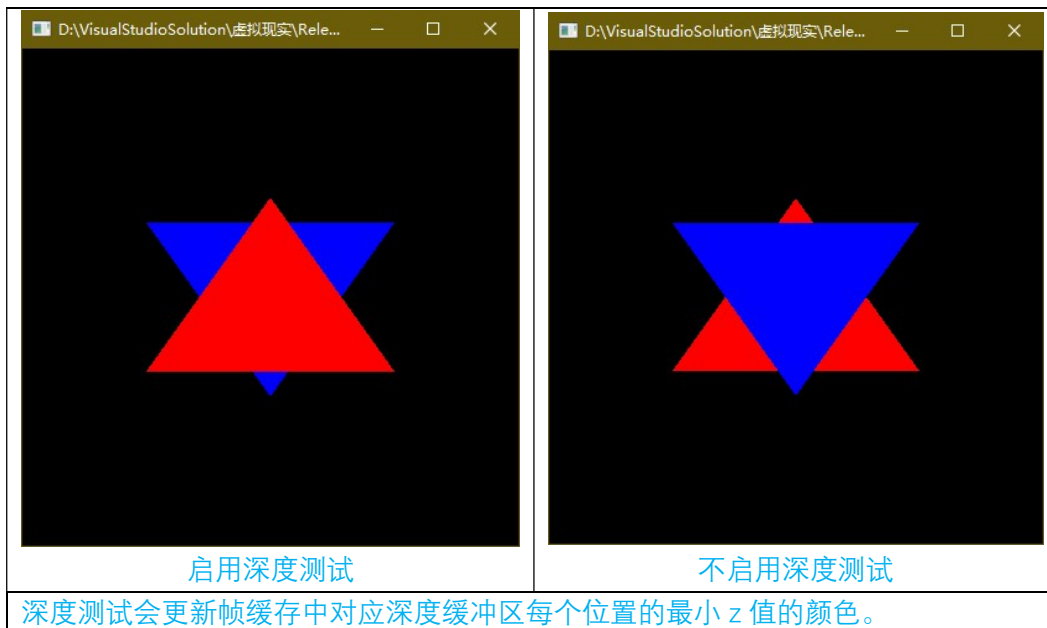 D:\VisualStudioSolution\虚拟现实\Rele...
D:\VisualStudioSolution\虚拟现实\Rele...
启用深度测试
不启用深度测试
深度测试会更新帧缓存中对应深度缓冲区每个位置的最小 z 值的颜色。